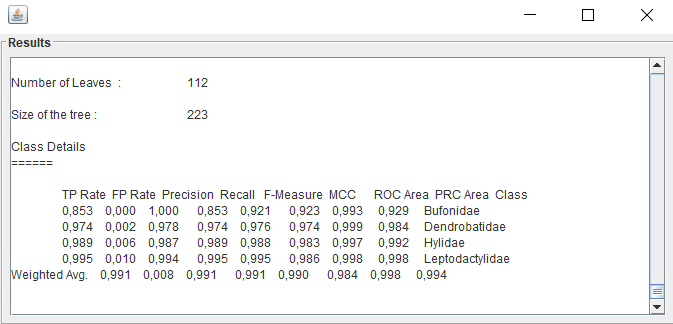 Results
Number of Leaves : 112
Size of the tree : 223
Class Details
======
TP Rate FP Rate Precision Recall F-Measure MCC ROC Area PRC Area Class
0,853 0,000 1,000 0,853 0,921 0,923 0,993 0,929 Bufonidae
0,974 0,002 0,978 0,974 0,976 0,974 0,999 0,984 Dendrobatidae
0,989 0,006 0,987 0,989 0,988 0,983 0,997 0,992 Hylidae
0,995 0,010 0,994 0,995 0,995 0,986 0,998 0,998 Leptodactylidae
Weighted Avg. 0,991 0,008 0,991 0,991 0,990 0,984 0,998 0,994